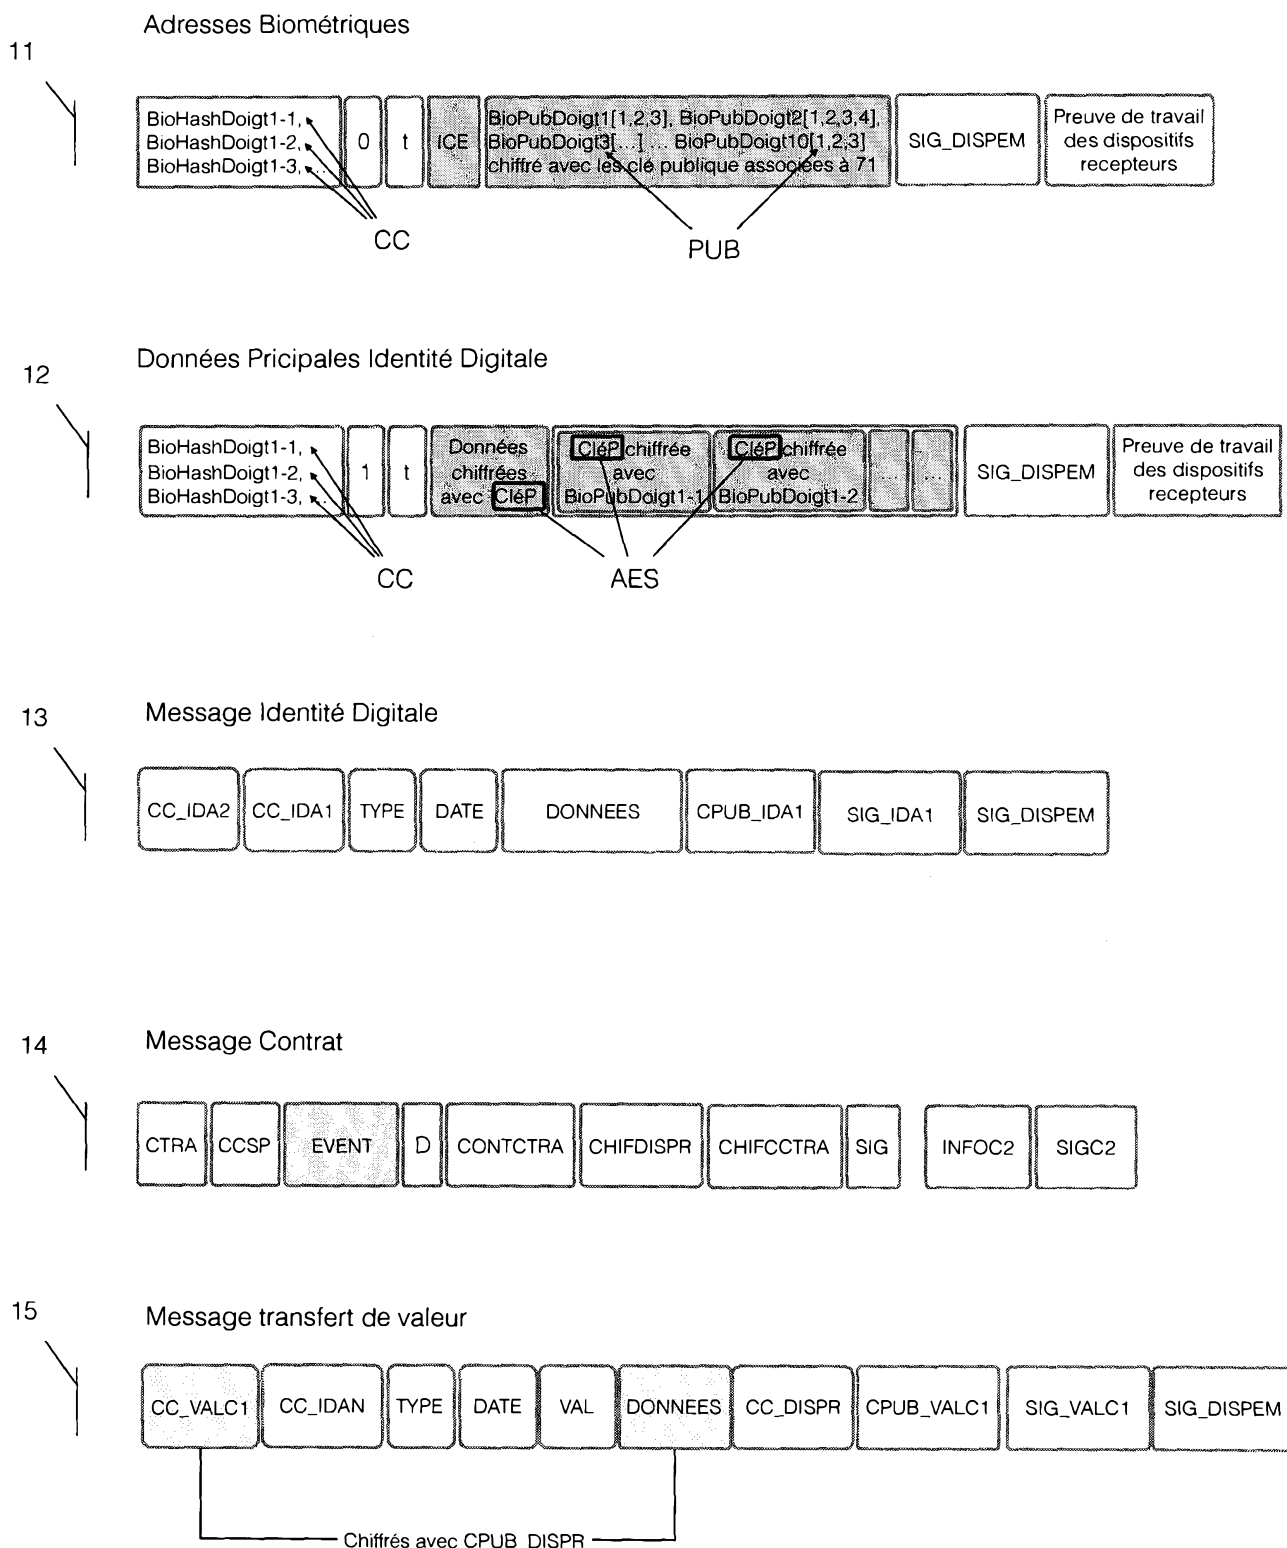 Adresses Biométriques
11
BioHashDoigt1-1,
BioHashDoigt1-2,
BioHashDoigt1-3, ...
0
t
ICE
BioPubDoigt1[1,2,3], BioPubDoigt2[1,2,3,4],
BioPubDoigt3[...] ... BioPubDoigt10[1,2,3]
chiffré avec les clé publique associées à 71
SIG_DISPEM
Preuve de travail
des dispositifs
recepteurs
CC
PUB
Données Pricipales Identité Digitale
12
BioHashDoigt1-1,
BioHashDoigt1-2,
BioHashDoigt1-3, ...
1
t
Données
chiffrées
avec CléP
CléP chiffrée
avec
BioPubDoigt1-1
CléP chiffrée
avec
BioPubDoigt1-2
...
...
SIG_DISPEM
Preuve de travail
des dispositifs
recepteurs
CC
AES
Message Identité Digitale
13
CC_IDA2
CC_IDA1
TYPE
DATE
DONNEES
CPUB_IDA1
SIG_IDA1
SIG_DISPEM
Message Contrat
14
CTRA
CCSP
EVENT
D
CONTCTRA
CHIFDISPR
CHIFCCTRA
SIG
INFOC2
SIGC2
Message transfert de valeur
15
CC_VALC1
CC_IDAN
TYPE
DATE
VAL
DONNEES
CC_DISPR
CPUB_VALC1
SIG_VALC1
SIG_DISPEM
Chiffrés avec CPUB_DISPR